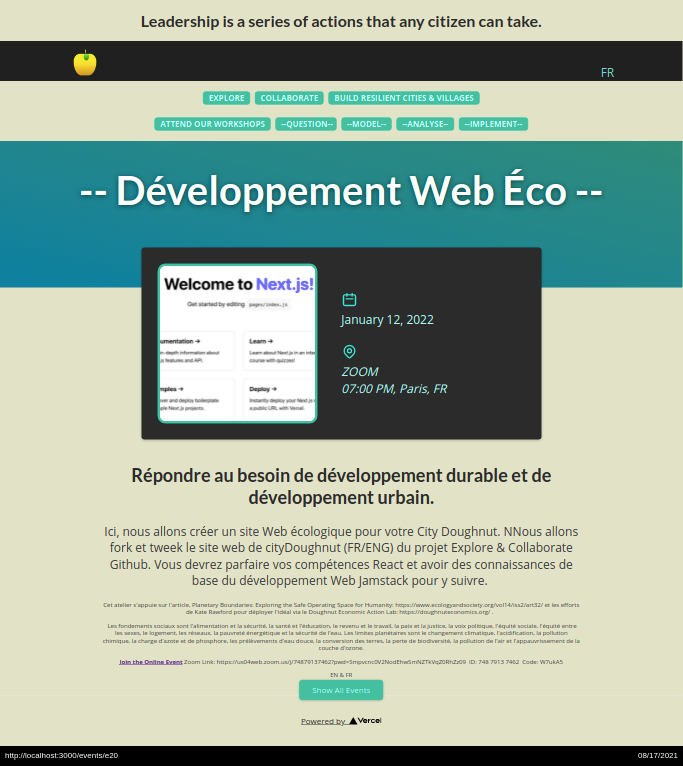 Leadership is a series of actions that any citizen can take.
FR
EXPLORE COLLABORATE BUILD RESILIENT CITIES & VILLAGES
ATTEND OUR WORKSHOPS --QUESTION-- --MODEL-- --ANALYSE-- --IMPLEMENT--
-- Développement Web Éco --
Welcome to Next.js!
Get started by editing pages/index.js
umentation →
n-depth information about
.js features and API.
Learn →
Learn about Next.js in an inte
course with quizzes!
mples →
over and deploy boilerplate
ple Next.js projects.
Deploy →
Instantly deploy your Next.js s
a public URL with Vercel.
January 12, 2022
ZOOM
07:00 PM, Paris, FR
Répondre au besoin de développement durable et de
développement urbain.
Ici, nous allons créer un site Web écologique pour votre City Doughnut. NNous allons
fork et tweek le site web de cityDoughnut (FR/ENG) du projet Explore & Collaborate
Github. Vous devrez parfaire vos compétences React et avoir des connaissances de
base du développement Web Jamstack pour y suivre.
Cet atelier s'appuie sur l'article, Planetary Boundaries: Exploring the Safe Operating Space for Humanity: https://www.ecologyandsociety.org/vol14/iss2/art32/ et les efforts
de Kate Raeford pour déployer l'idéal via le Doughnut Economic Action Lab: https://doughnuteconomics.org/ .
Les fondements sociaux sont l'alimentation et la sécurité, la santé et l'éducation, le revenu et le travail, la paix et la justice, la voix politique, l'équité sociale, l'équité entre
les sexes, le logement, les réseaux, la pauvreté énergétique et la sécurité de l'eau. Les limites planétaires sont le changement climatique, l'acidification, la pollution
chimique, la charge d'azote et de phosphore, les prélèvements d'eau douce, la conversion des terres, la perte de biodiversité, la pollution de l'air et l'appauvrissement de la
couche d'ozone.
Join the Online Event Zoom Link: ID: 748 7913 7462 Code: W7ukA5
EN & FR
Show All Events
Powered by Vercel
http://localhost:3000/events/e20
08/17/2021